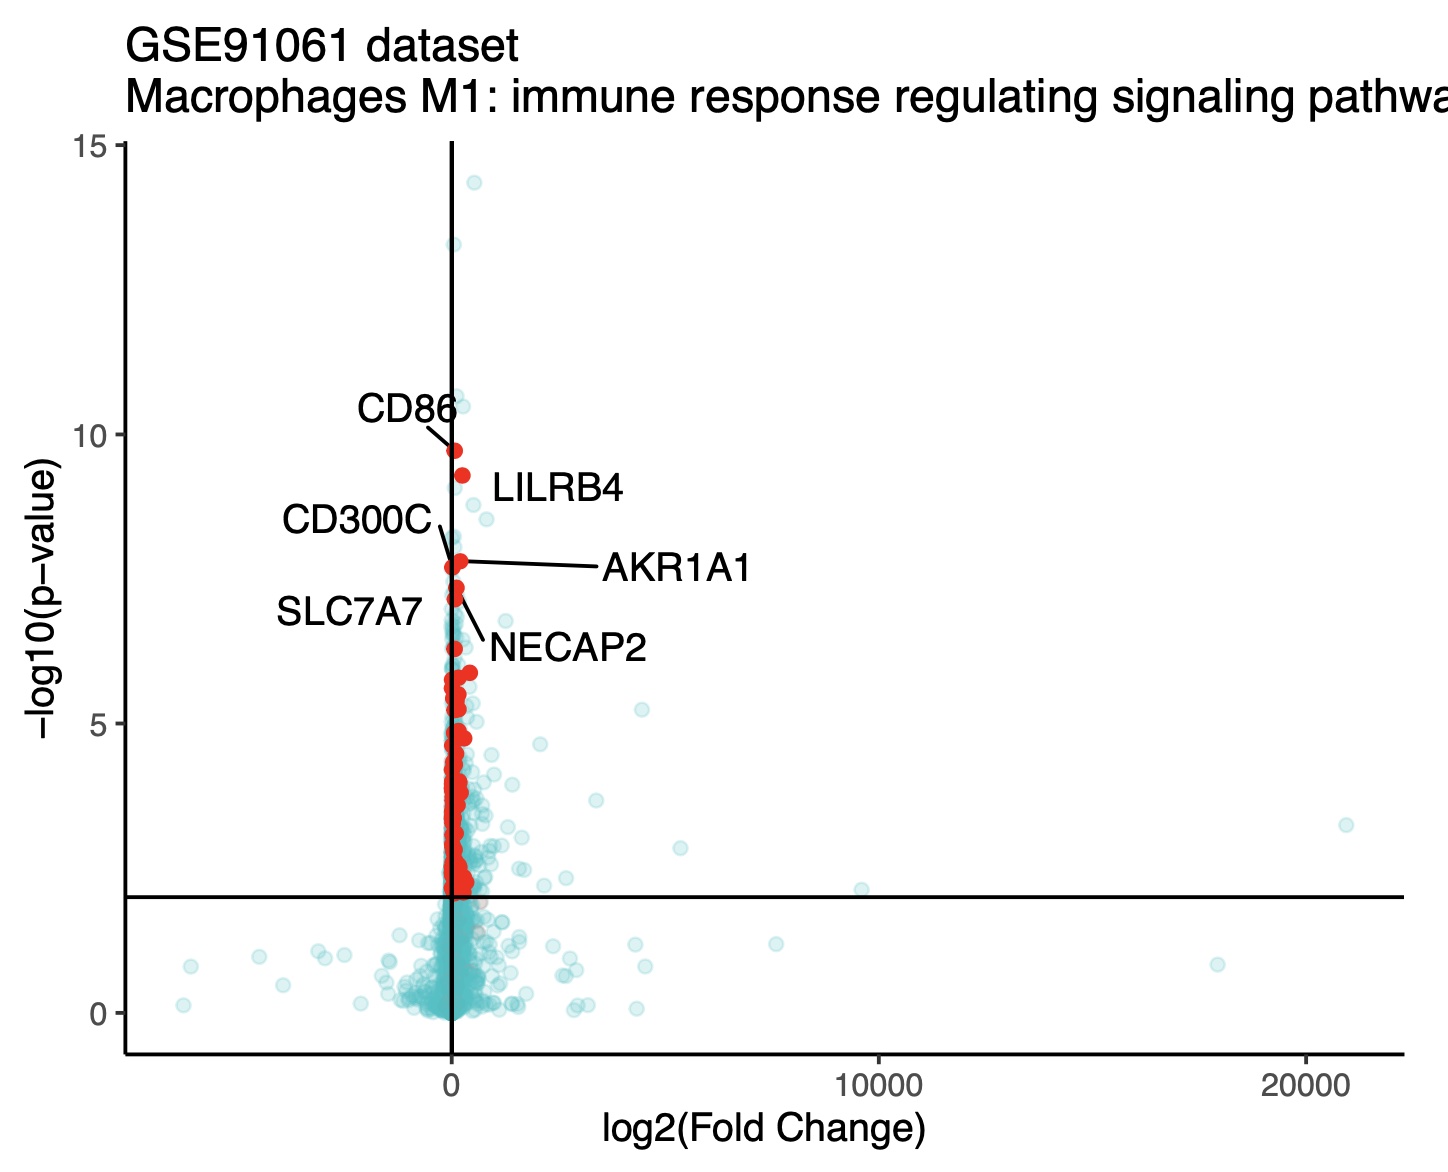 GSE91061 dataset
Macrophages M1: immune response regulating signaling pathwa
15
10
5
0
−log10(p−value)
CD86
LILRB4
CD300C
AKR1A1
SLC7A7
NECAP2
0
10000
20000
log2(Fold Change)